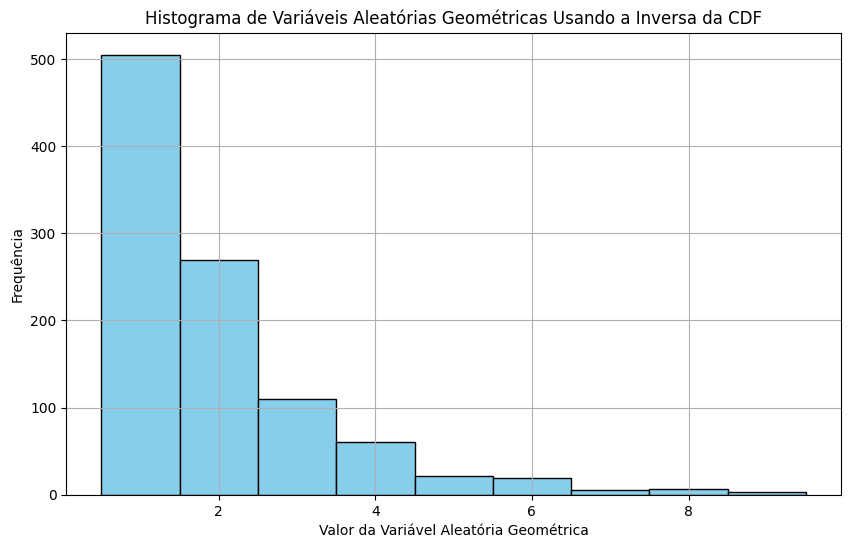 Histograma de Variáveis Aleatórias Geométricas Usando a Inversa da CDF
500
400
300
200
100
0
Frequência
2 4 6 8
Valor da Variável Aleatória Geométrica